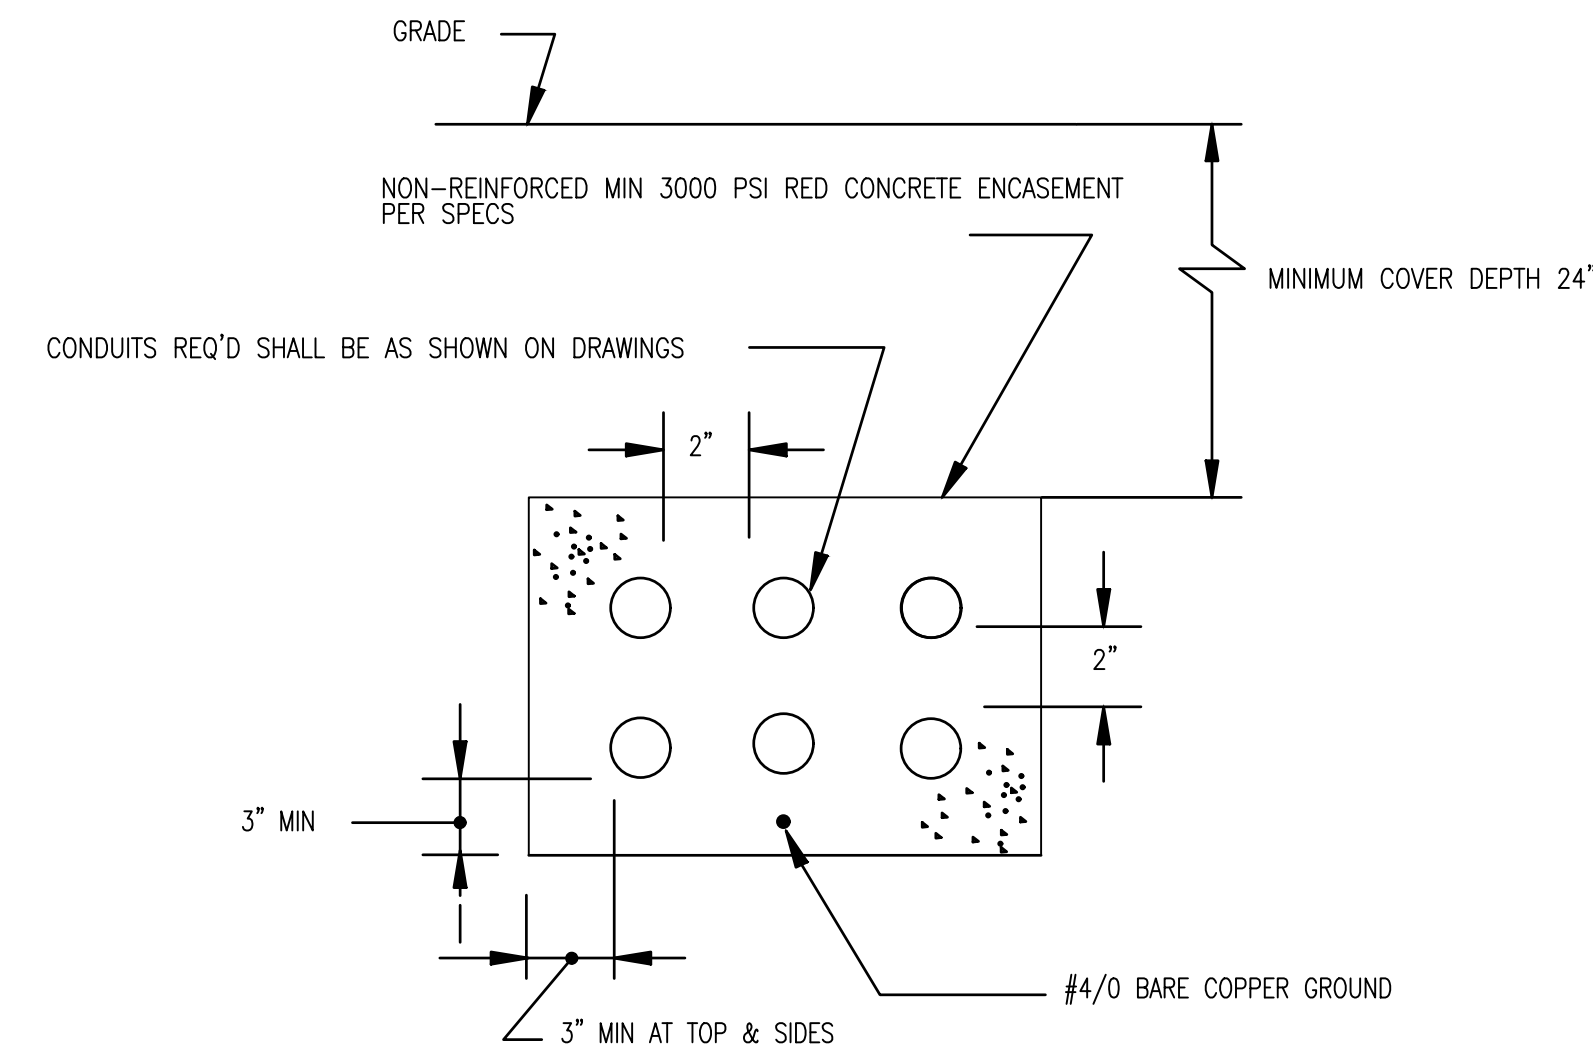 GRADE
NON-REINFORCED MIN 3000 PSI RED CONCRETE ENCASEMENT
PER SPECS
MINIMUM COVER DEPTH 24"
CONDUITS REQ'D SHALL BE AS SHOWN ON DRAWINGS
2"
2"
3" MIN
#4/0 BARE COPPER GROUND
3" MIN AT TOP & SIDES